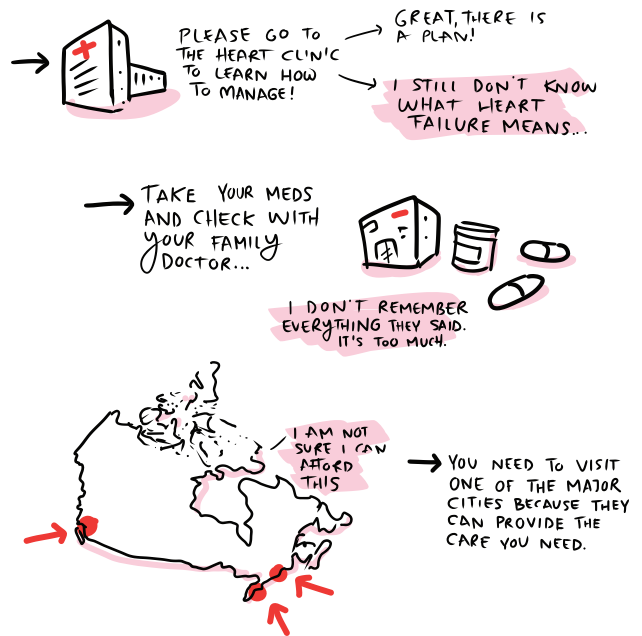 PLEASE GO TO
THE HEART CLINIC
TO LEARN HOW
TO MANAGE!
GREAT, THERE IS
A PLAN!
I STILL DON'T KNOW
WHAT HEART
FAILURE MEANS...
TAKE YOUR MEDS
AND CHECK WITH
YOUR FAMILY
DOCTOR...
I DON'T REMEMBER
EVERYTHING THEY SAID.
IT'S TOO MUCH.
I AM NOT
SURE I CAN
AFFORD
THIS
YOU NEED TO VISIT
ONE OF THE MAJOR
CITIES BECAUSE THEY
CAN PROVIDE THE
CARE YOU NEED.